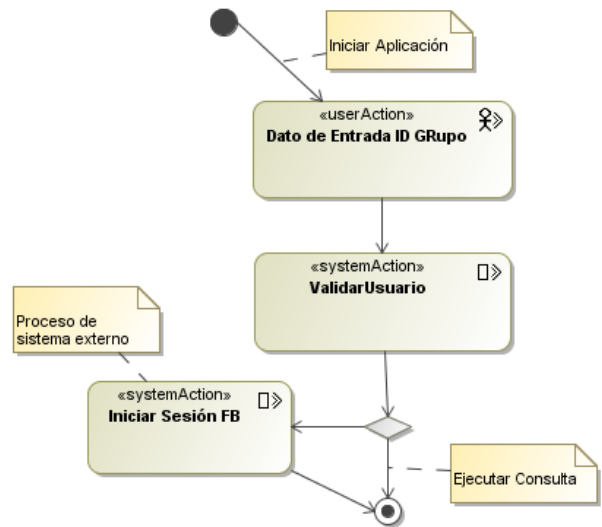 Iniciar Aplicación
«userAction»
Dato de Entrada ID GRupo
«systemAction»
ValidarUsuario
Proceso de
sistema externo
«systemAction»
Iniciar Sesión FB
Ejecutar Consulta